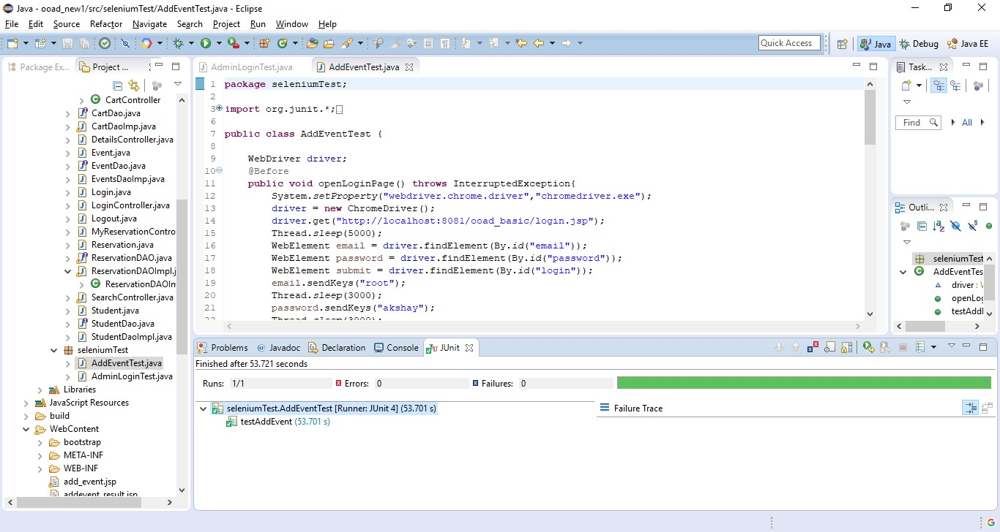 Java - ooad_new1/src/seleniumTest/AddEventTest.java - Eclipse
File Edit Source Refactor Navigate Search Project Run Window Help
Quick Access
Java
Debug
Java EE
Package Ex...
Project ...
CartController
CartDao.java
CartDaoImp.java
DetailsController.java
Event.java
EventDao.java
EventsDaoImp.java
Login.java
LoginController.java
Logout.java
MyReservationContro
Reservation.java
ReservationDAO.java
ReservationDAOImpl.j
ReservationDAOIm
SearchController.java
Student.java
StudentDao.java
StudentDaoImpl.java
seleniumTest
AddEventTest.java
AdminLoginTest.java
Libraries
JavaScript Resources
build
WebContent
bootstrap
META-INF
WEB-INF
add_event.jsp
addevent_result.jsp
AdminLoginTest.java
AddEventTest.java
1 package seleniumTest;
2
3 import org.junit.*;
6
7 public class AddEventTest {
8
9 WebDriver driver;
10 @Before
11 public void openLoginPage() throws InterruptedException{
12 System.setProperty("webdriver.chrome.driver","chromedriver.exe");
13 driver = new ChromeDriver();
14 driver.get("http://localhost:8081/ooad_basic/login.jsp");
15 Thread.sleep(5000);
16 WebElement email = driver.findElement(By.id("email"));
17 WebElement password = driver.findElement(By.id("password"));
18 WebElement submit = driver.findElement(By.id("login"));
19 email.sendKeys("root");
20 Thread.sleep(3000);
21 password.sendKeys("akshay");
22 Thread.sleep(3000);
Task...
Find
All
Outli...
seleniumTest
AddEventTes
driver :
openLog
testAddI
Problems
@ Javadoc
Declaration
Console
JUnit
Finished after 53.721 seconds
Runs: 1/1
Errors: 0
Failures: 0
seleniumTest.AddEventTest [Runner: JUnit 4] (53.701 s)
testAddEvent (53.701 s)
Failure Trace